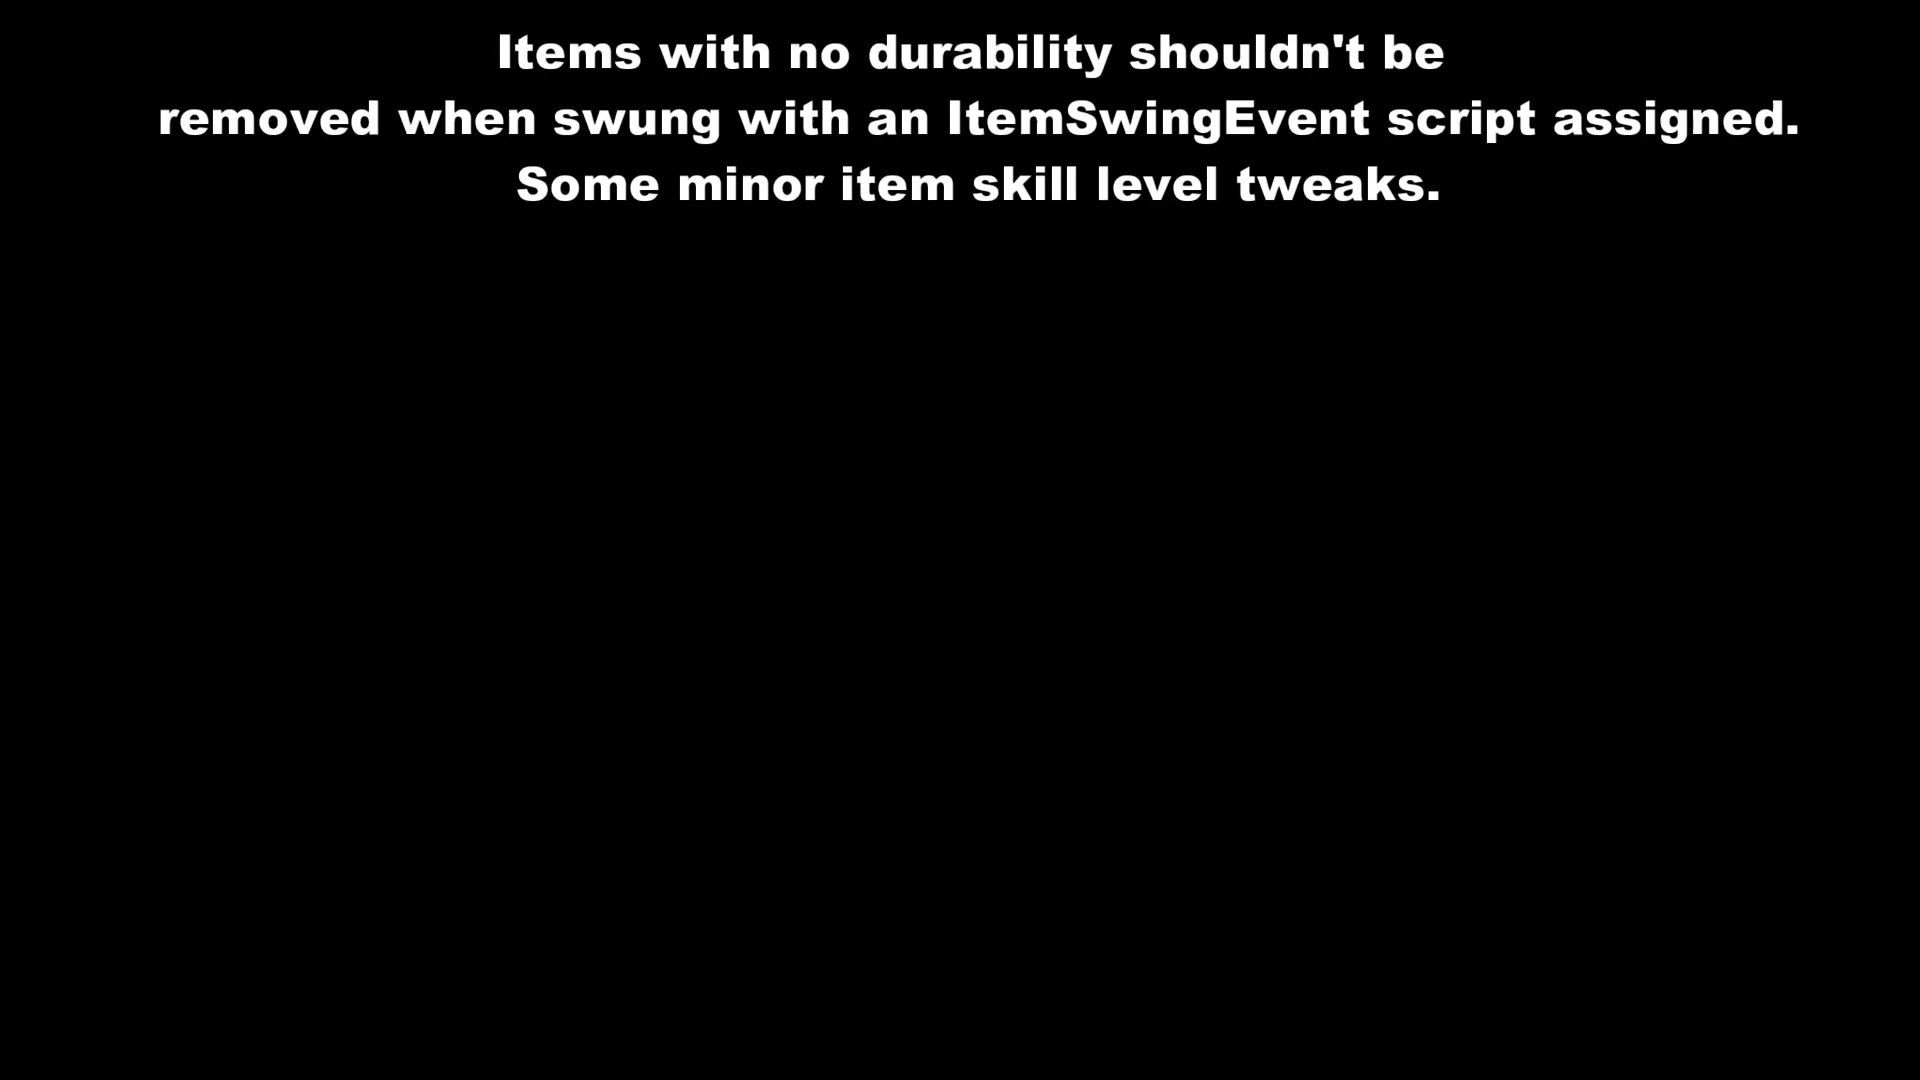 Items with no durability shouldn't be
removed when swung with an ItemSwingEvent script assigned.
Some minor item skill level tweaks.